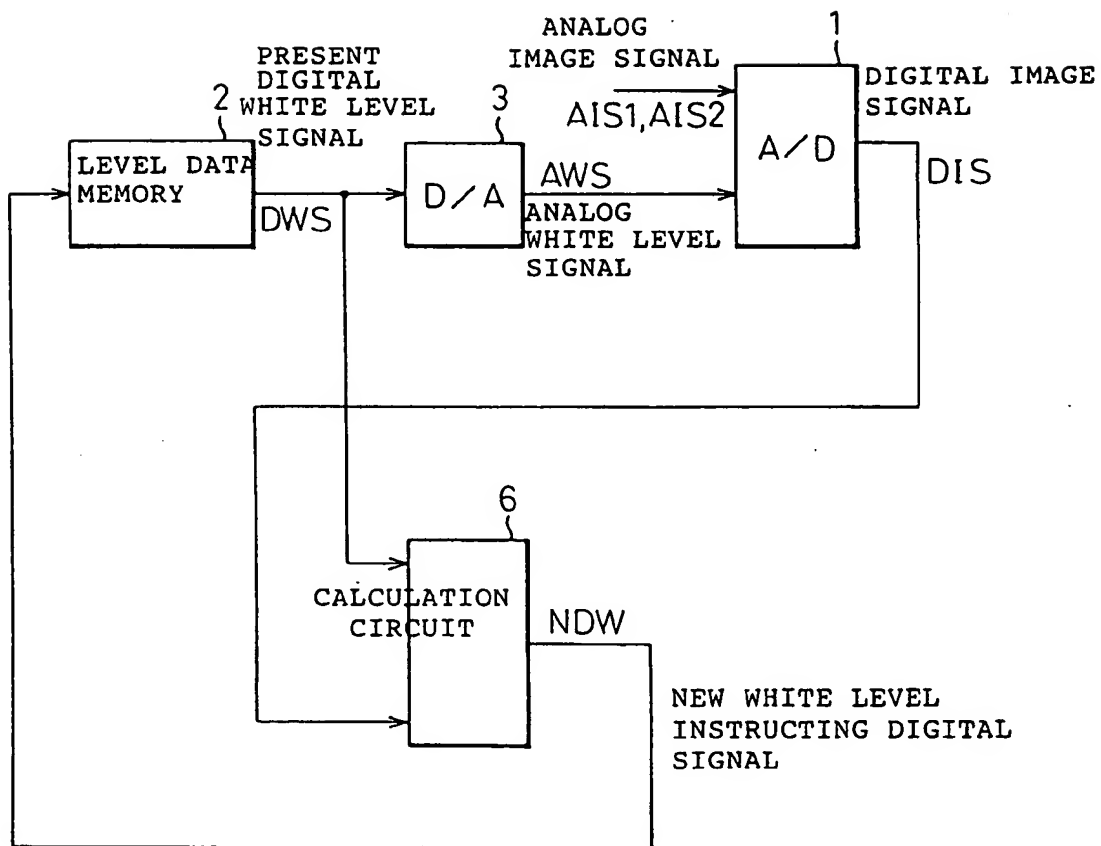 ANALOG
IMAGE SIGNAL
1
PRESENT
DIGITAL
WHITE LEVEL
SIGNAL
2
3
AIS1,AIS2
DIGITAL IMAGE
SIGNAL
LEVEL DATA
MEMORY
DWS
D/A
AWS
ANALOG
WHITE LEVEL
SIGNAL
A/D
DIS
6
CALCULATION
CIRCUIT
NDW
NEW WHITE LEVEL
INSTRUCTING DIGITAL
SIGNAL